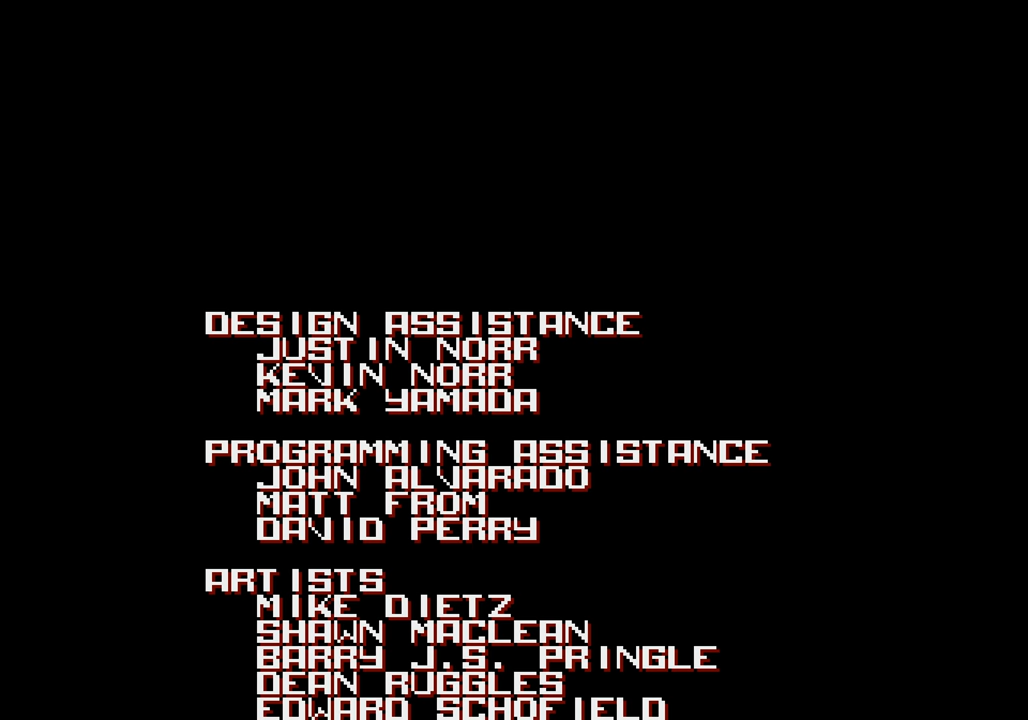 DESIGN ASSISTANCE
JUSTIN NORR
KEVIN NORR
MARK YAMADA
PROGRAMMING ASSISTANCE
JOHN ALVARADO
MATT FROM
DAVID PERRY
ARTISTS
MIKE DIETZ
SHAWN MACLEAN
BARRY J.S. PRINGLE
DEAN RUGGLES
EDWARD SCHOFIELD